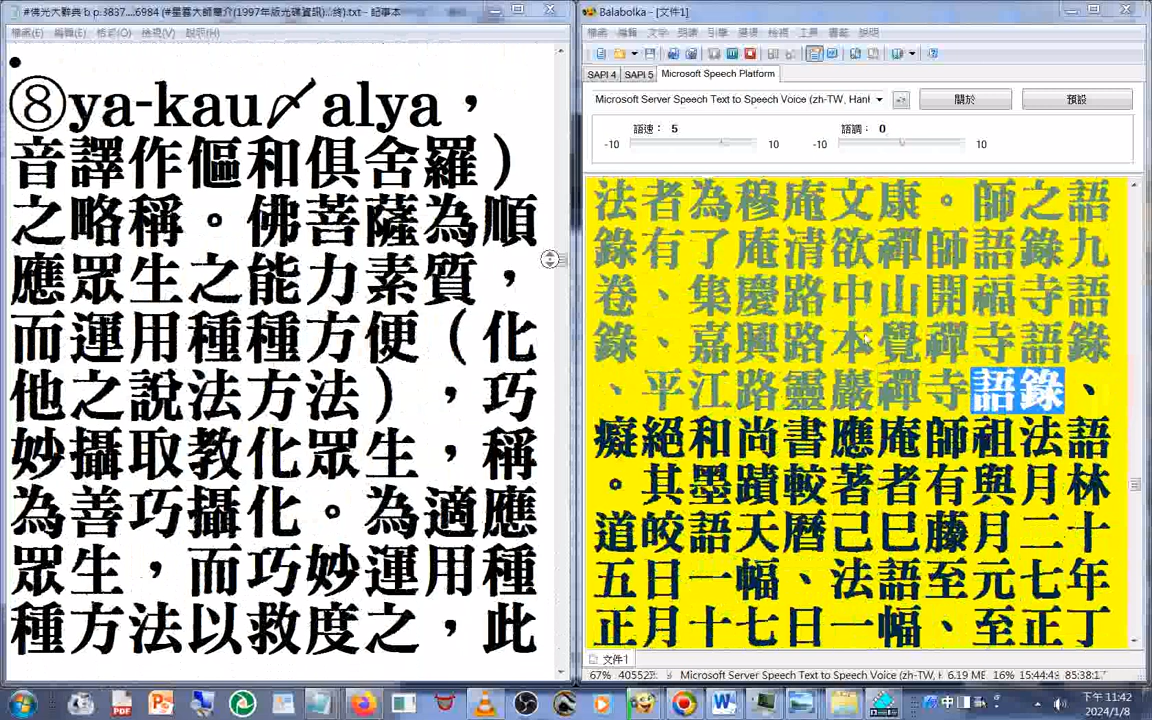 #佛光大辭典 b p.3837....6984 (#星雲大師簡介(1997年版光碟資訊)...終).txt - 記事本
檔案(F) 編輯(E) 格式(O) 檢視(V) 說明(H)
●
⑧ya-kau〆alya，
音譯作傴和俱舍羅）
之略稱。佛菩薩為順
應眾生之能力素質，
而運用種種方便（化
他之說法方法），巧
妙攝取教化眾生，稱
為善巧攝化。為適應
眾生，而巧妙運用種
種方法以救度之，此
Balabolka - [文件1]
檔案 編輯 文字 朗讀 引擎 選項 檢視 工具 書籤 說明
SAPI 4 SAPI 5 Microsoft Speech Platform
Microsoft Server Speech Text to Speech Voice (zh-TW, Han 關於 預設
語速： 5 語調： 0
-10 10 -10 10
法者為穆庵文康。師之語
錄有了庵清欲禪師語錄九
卷、集慶路中山開福寺語
錄、嘉興路本覺禪寺語錄
、平江路靈巖禪寺語錄、
癡絕和尚書應庵師祖法語
。其墨蹟較著者有與月林
道皎語天曆己巳藤月二十
五日一幅、法語至元七年
正月十七日一幅、至正丁
文件1
67% Microsoft Server Speech Text to Speech Voice (zh-TW, Han 6.19 ME 16% 15:44:4
下午 11:42
2024/1/8